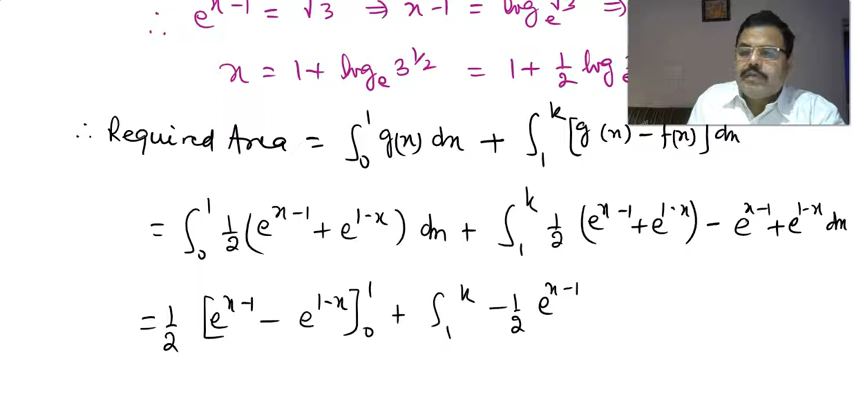 ∴ e^{x-1} = √3 ⇒ x-1 = log_e √3 ⇒
x = 1 + log_e 3^{1/2} = 1 + 1/2 log_e
∴ Required Area = ∫_0^1 g(x) dx + ∫_1^k [g(x) - f(x)] dx
= ∫_0^1 1/2 (e^{x-1} + e^{1-x}) dx + ∫_1^k 1/2 (e^{x-1} + e^{1-x}) - e^{x-1} + e^{1-x} dx
= 1/2 [e^{x-1} - e^{1-x}]_0^1 + ∫_1^k -1/2 e^{x-1}